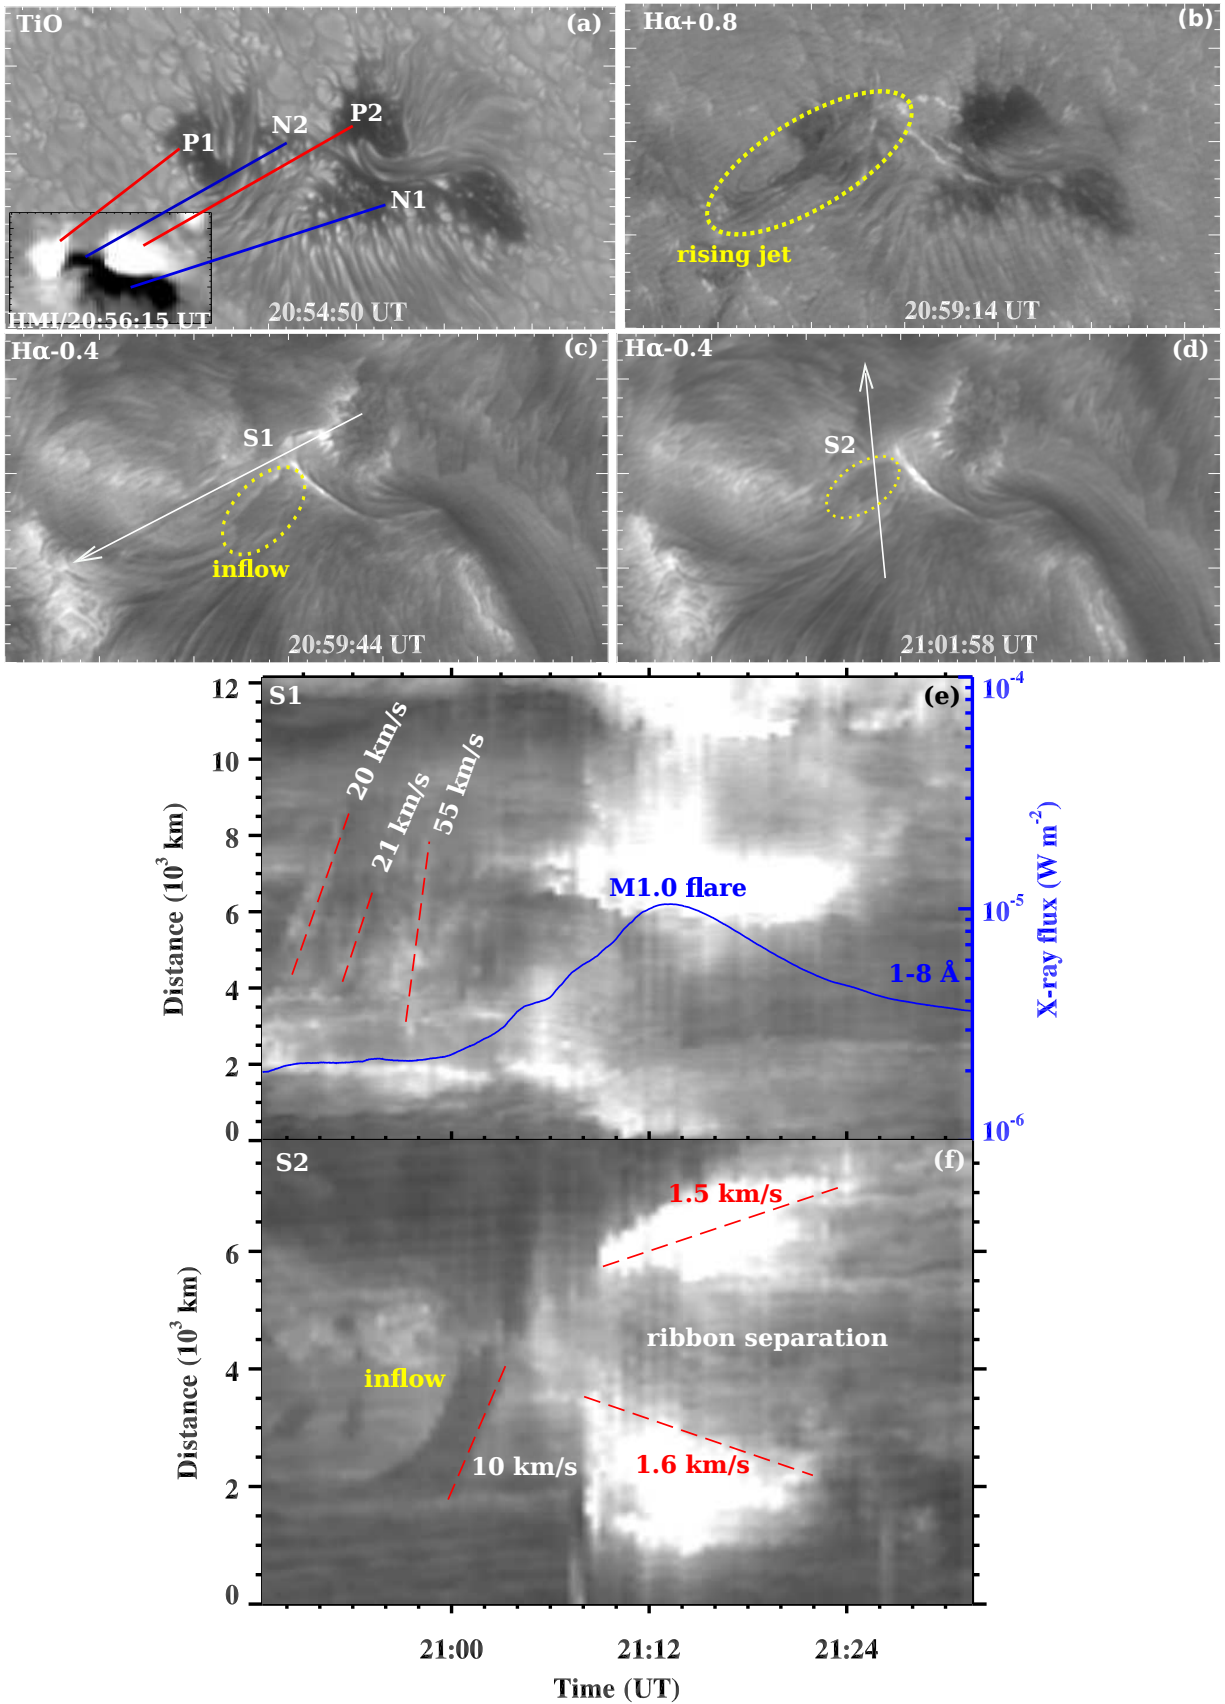 TiO
(a)
P1
N2
P2
N1
HMI/20:56:15 UT
20:54:50 UT
Hα+0.8
(b)
rising jet
20:59:14 UT
Hα-0.4
(c)
S1
inflow
20:59:44 UT
Hα-0.4
(d)
S2
21:01:58 UT
S1
(e)
20 km/s
21 km/s
55 km/s
M1.0 flare
1-8 Å
12
10
8
6
4
2
0
Distance (10³ km)
10⁻⁴
10⁻⁵
10⁻⁶
X-ray flux (W m⁻²)
S2
(f)
1.5 km/s
ribbon separation
inflow
10 km/s
1.6 km/s
6
4
2
0
Distance (10³ km)
21:00
21:12
21:24
Time (UT)